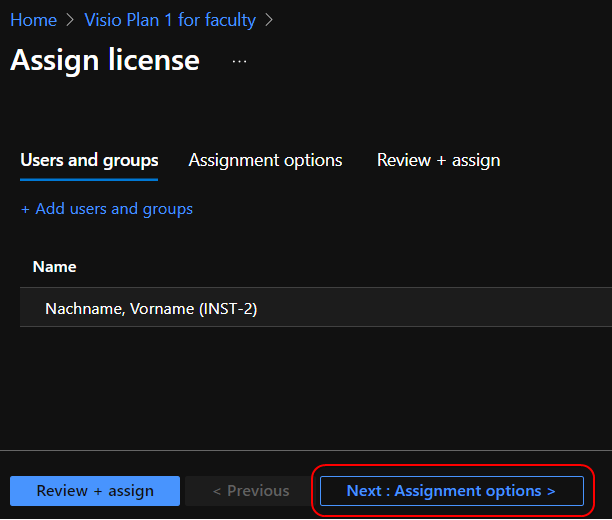 Home > Visio Plan 1 for faculty >
Assign license ...
Users and groups Assignment options Review + assign
+ Add users and groups
Name
Nachname, Vorname (INST-2)
Review + assign < Previous Next : Assignment options >